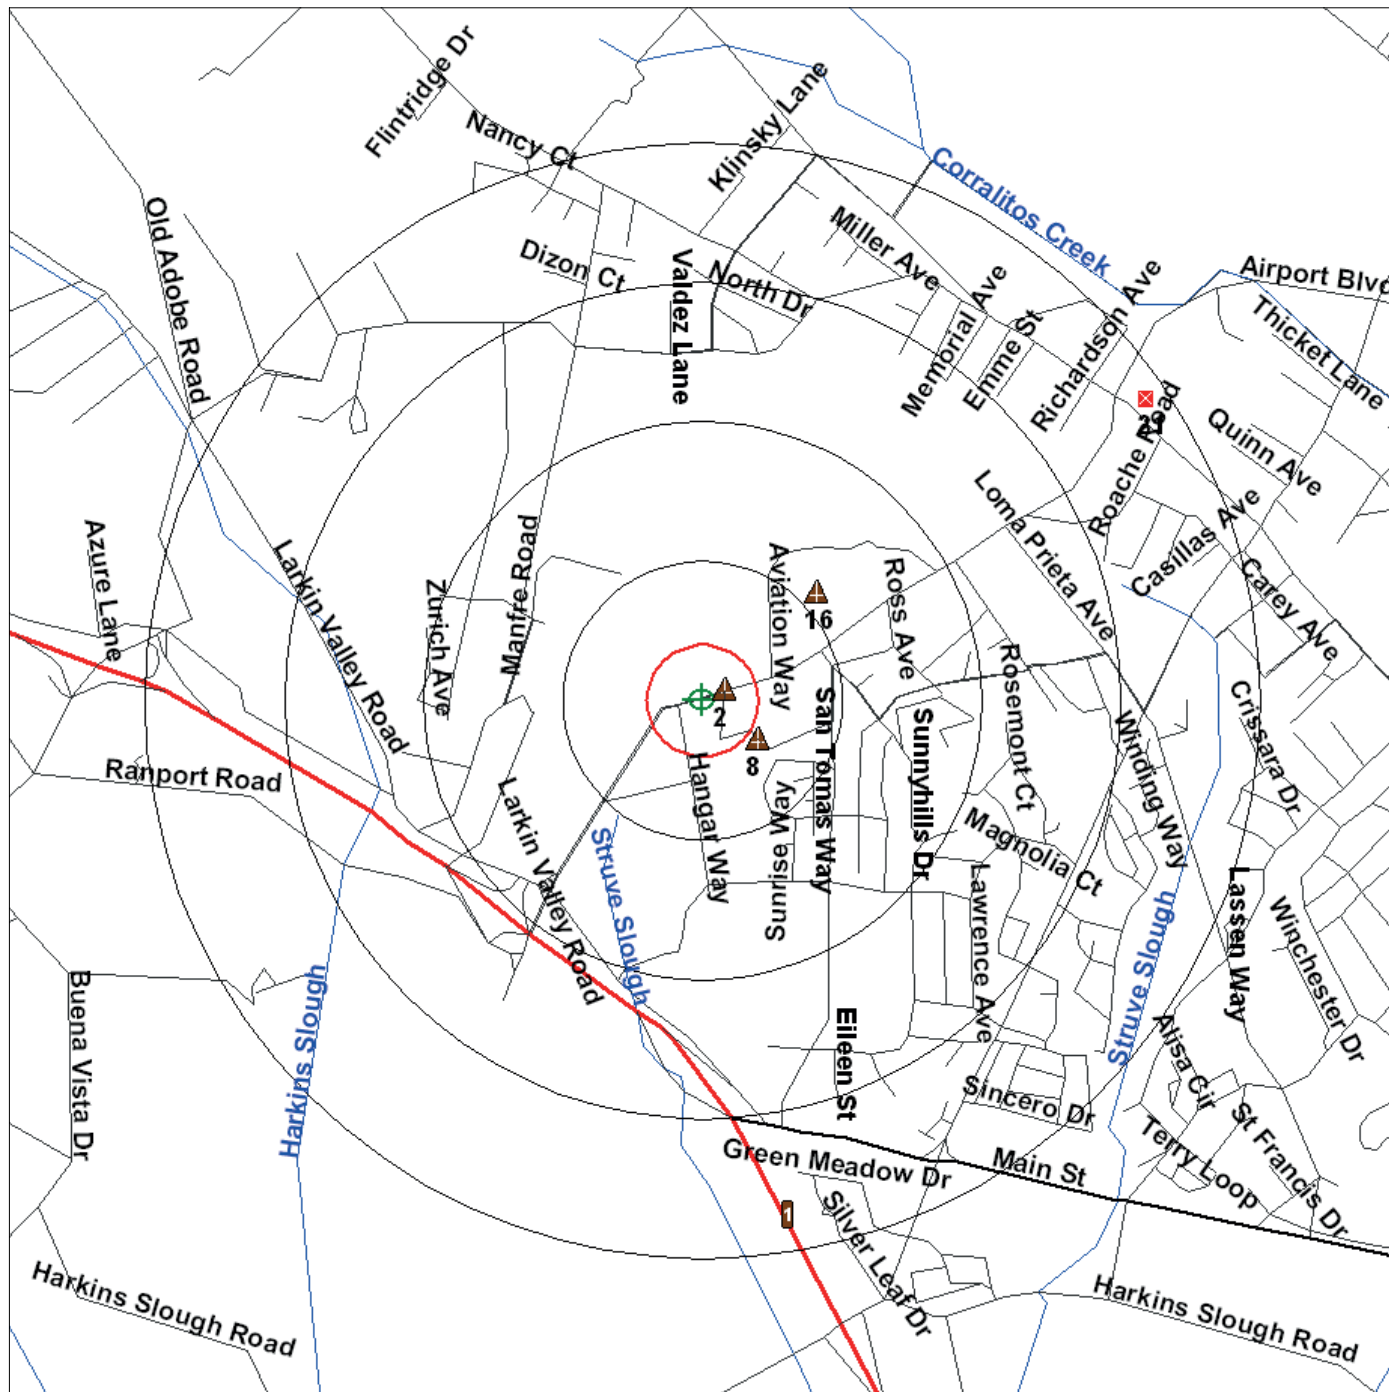 Flintridge Dr
Nancy Ct
Klinsky Lane
Corralitos Creek
Old Adobe Road
Dizon Ct
Valdez Lane
North Dr
Miller Ave
Memorial Ave
Emme St
Richardson Ave
Airport Blvd
Thicket Lane
Roache Road
Quinn Ave
Loma Prieta Ave
Casillas Ave
Carey Ave
Azure Lane
Larkin Valley Road
Zurich Ave
Manfre Road
Aviation Way
16
Ross Ave
2
8
San Tomas Way
Sunnyhills Dr
Rosemont Ct
Winding Way
Crissara Dr
Ranport Road
Larkin Valley Road
Hangar Way
Sunrise Way
Magnolia Ct
Struve Slough
Lawrence Ave
Struve Slough
Lassen Way
Winchester Dr
Buena Vista Dr
Harkins Slough
Eileen St
Sincero Dr
Alisa Cir
St Francis Dr
Terry Loop
Green Meadow Dr
Main St
1
Silver Leaf Dr
Harkins Slough Road
Harkins Slough Road